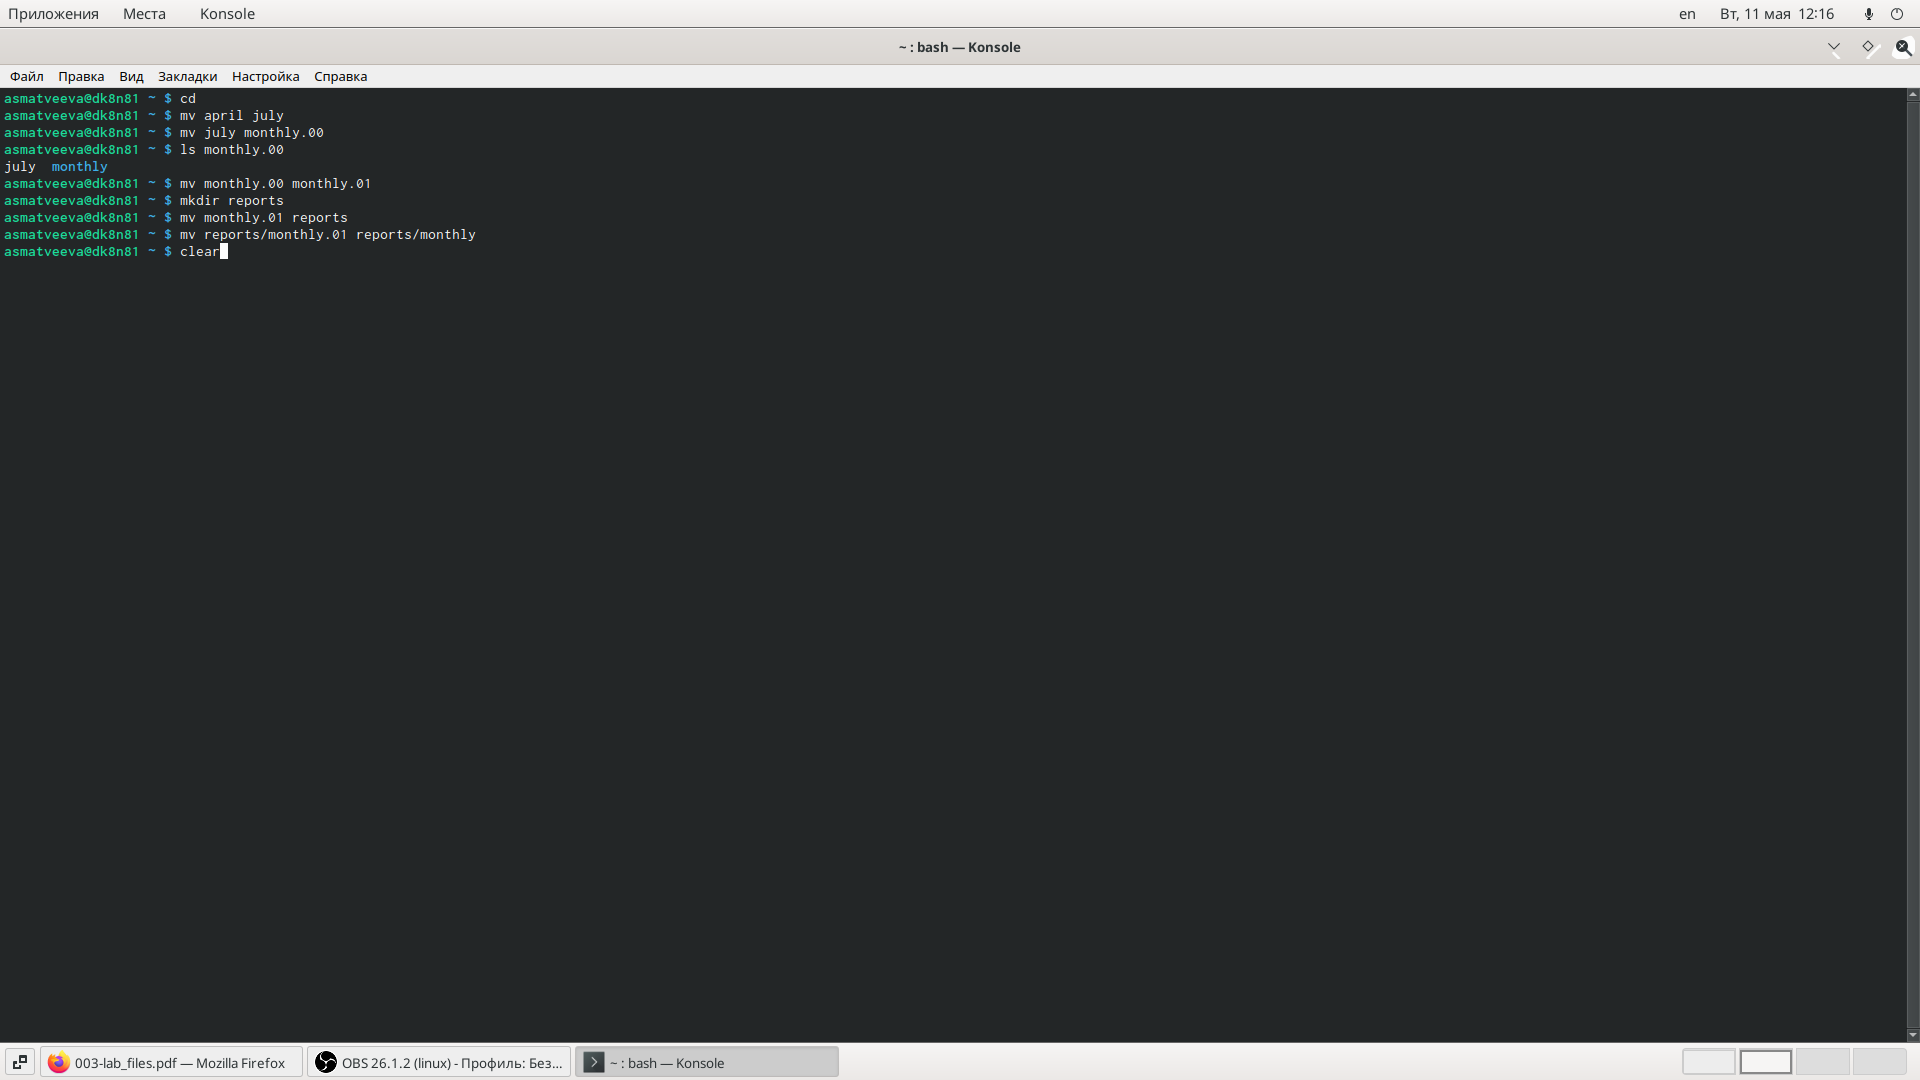 Приложения Места Konsole en Вт, 11 мая 12:16
~ : bash — Konsole
Файл Правка Вид Закладки Настройка Справка
asmatveeva@dk8n81 ~ $ cd
asmatveeva@dk8n81 ~ $ mv april july
asmatveeva@dk8n81 ~ $ mv july monthly.00
asmatveeva@dk8n81 ~ $ ls monthly.00
july monthly
asmatveeva@dk8n81 ~ $ mv monthly.00 monthly.01
asmatveeva@dk8n81 ~ $ mkdir reports
asmatveeva@dk8n81 ~ $ mv monthly.01 reports
asmatveeva@dk8n81 ~ $ mv reports/monthly.01 reports/monthly
asmatveeva@dk8n81 ~ $ clear
003-lab_files.pdf — Mozilla Firefox OBS 26.1.2 (linux) - Профиль: Без... ~ : bash — Konsole